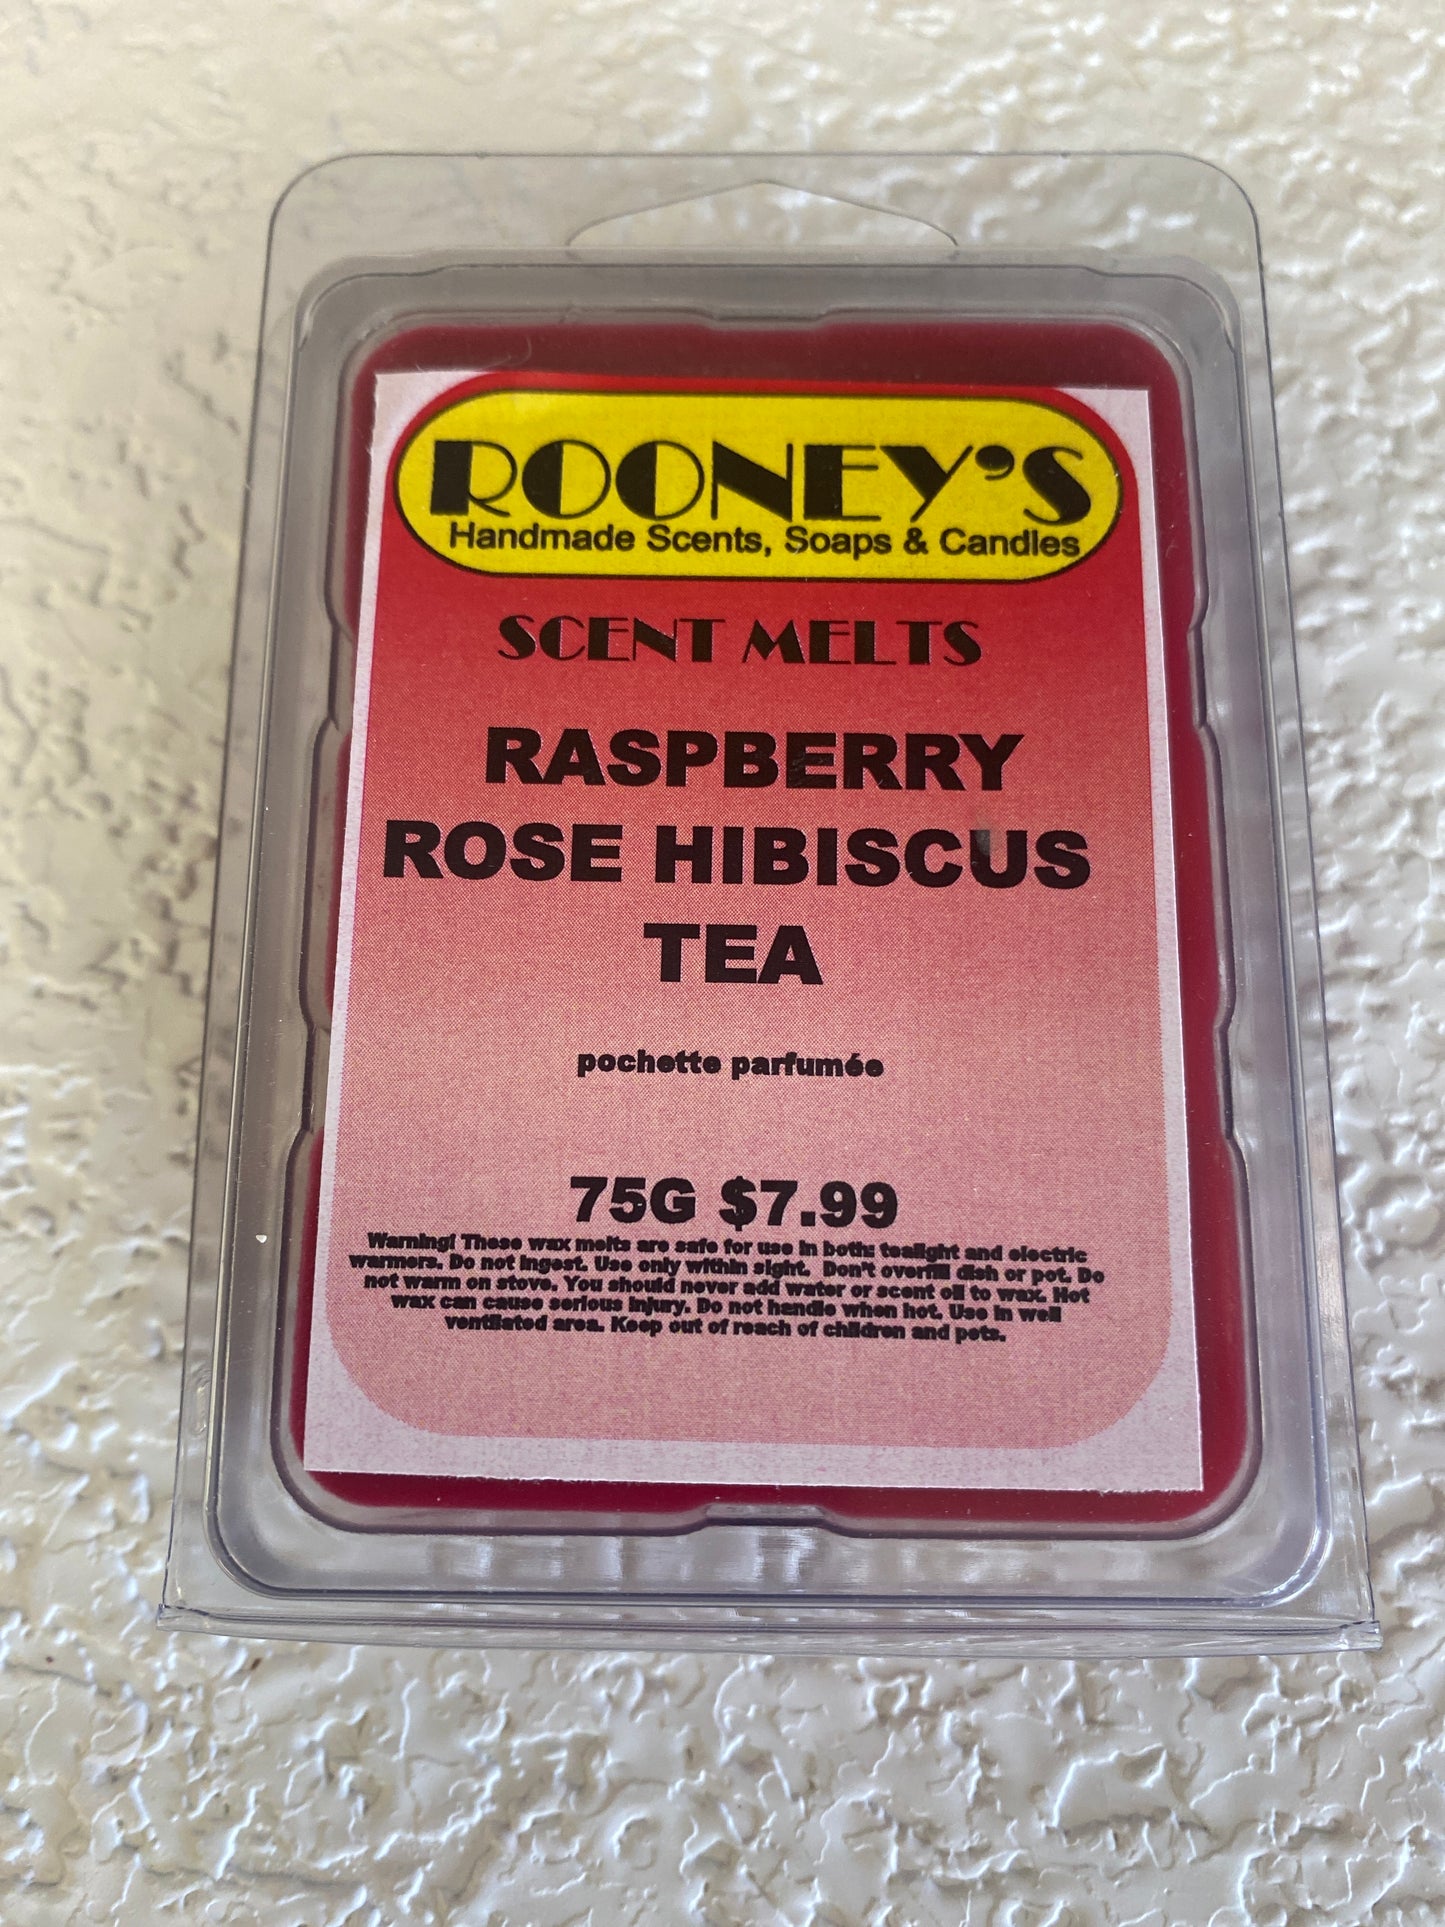 ROONEY'S
Handmade Scents, Soaps & Candles
SCENT MELTS
RASPBERRY
ROSE HIBISCUS
TEA
pochette parfumée
75G $7.99
Warning! These wax melts are safe for use in both: tealight and electric
warmers. Do not ingest. Use only within sight. Don't overfill dish or pot. Do
not warm on stove. You should never add water or scent oil to wax. Hot
wax can cause serious injury. Do not handle when hot. Use in well
ventilated area. Keep out of reach of children and pets.